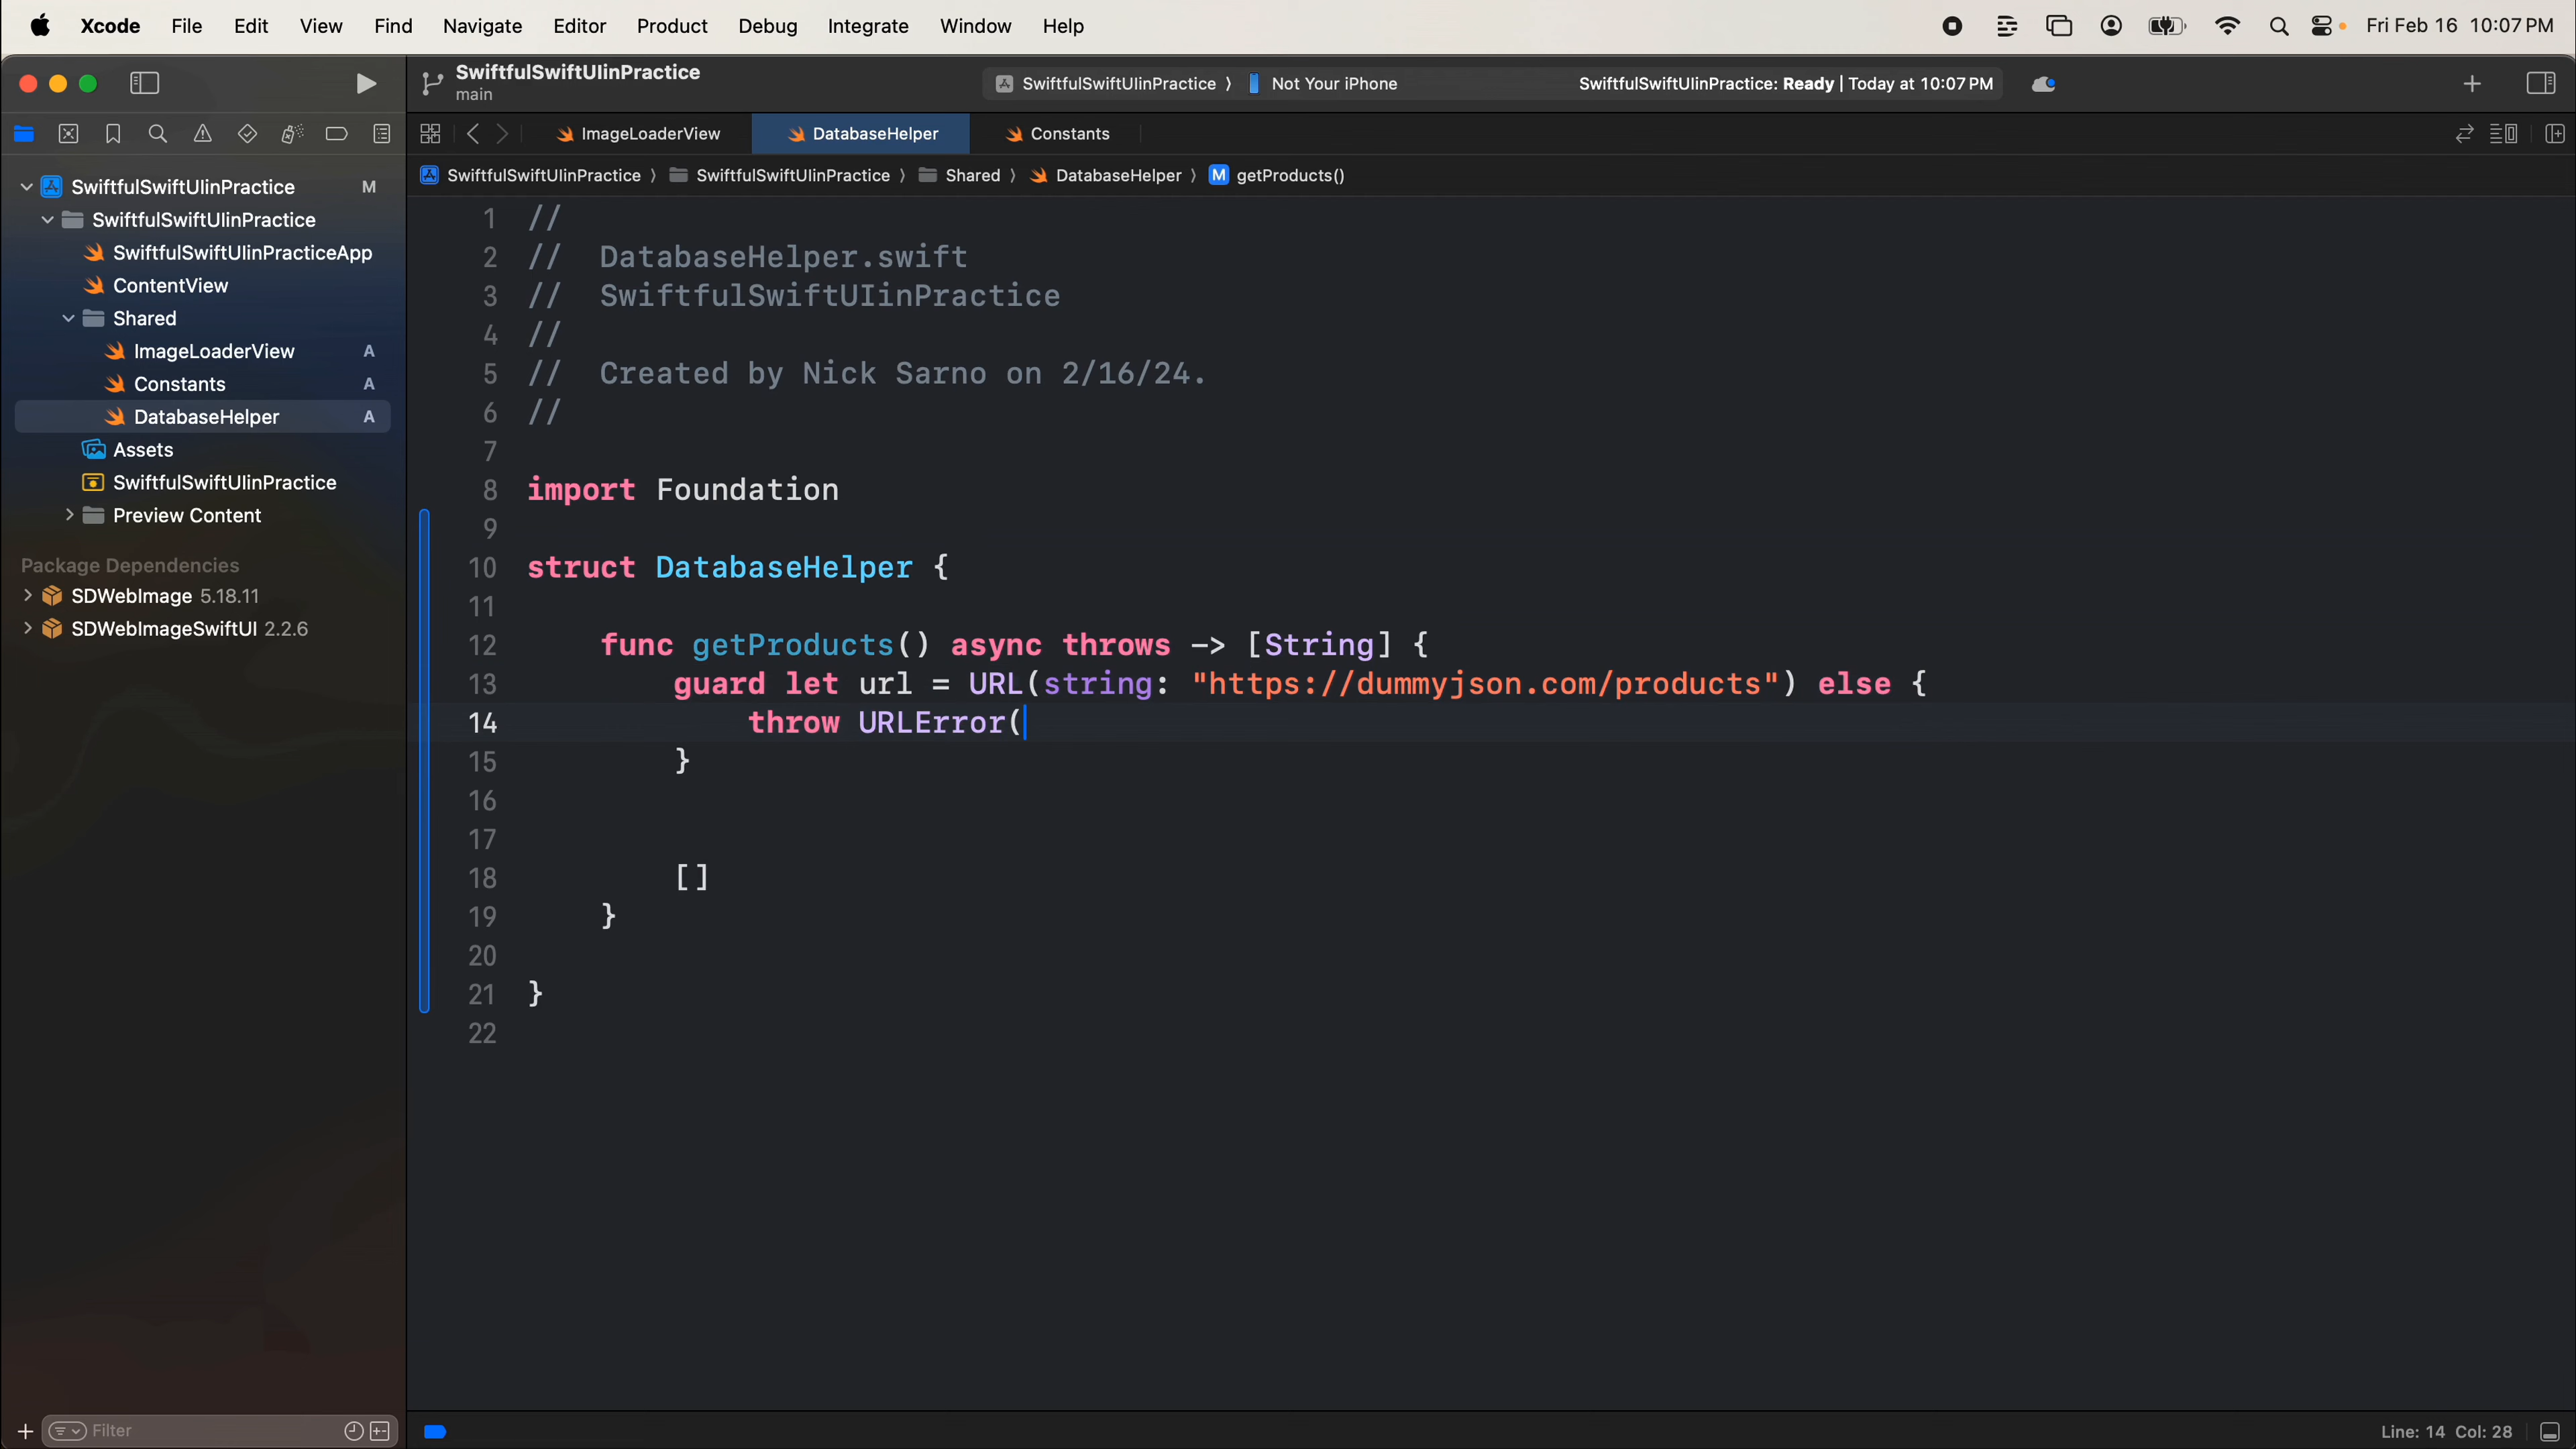 Xcode File Edit View Find Navigate Editor Product Debug Integrate Window Help Fri Feb 16 10:07 PM
SwiftfulSwiftUIinPractice
main
SwiftfulSwiftUIinPractice 〉 Not Your iPhone SwiftfulSwiftUIinPractice: Ready | Today at 10:07 PM
ImageLoaderView DatabaseHelper Constants
SwiftfulSwiftUIinPractice 〉 SwiftfulSwiftUIinPractice 〉 Shared 〉 DatabaseHelper 〉 M getProducts()
SwiftfulSwiftUIinPractice M
SwiftfulSwiftUIinPractice
SwiftfulSwiftUIinPracticeApp
ContentView
Shared
ImageLoaderView A
Constants A
DatabaseHelper A
Assets
SwiftfulSwiftUIinPractice
Preview Content
Package Dependencies
SDWebImage 5.18.11
SDWebImageSwiftUI 2.2.6
Filter
1 //
2 //  DatabaseHelper.swift
3 //  SwiftfulSwiftUIinPractice
4 //
5 //  Created by Nick Sarno on 2/16/24.
6 //
7
8 import Foundation
9
10 struct DatabaseHelper {
11
12     func getProducts() async throws -> [String] {
13         guard let url = URL(string: "https://dummyjson.com/products") else {
14             throw URLError(
15         }
16
17
18         []
19     }
20
21 }
22
Line: 14 Col: 28